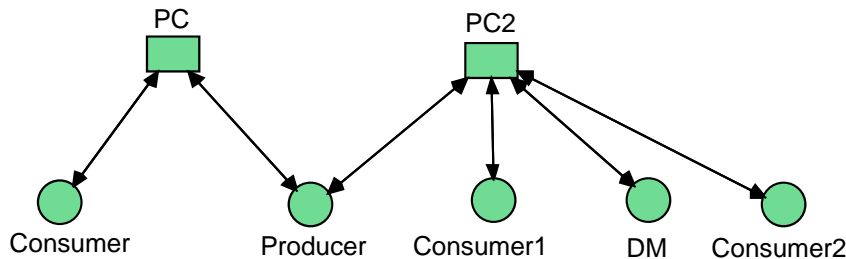 PC
PC2
Consumer
Producer
Consumer1
DM
Consumer2